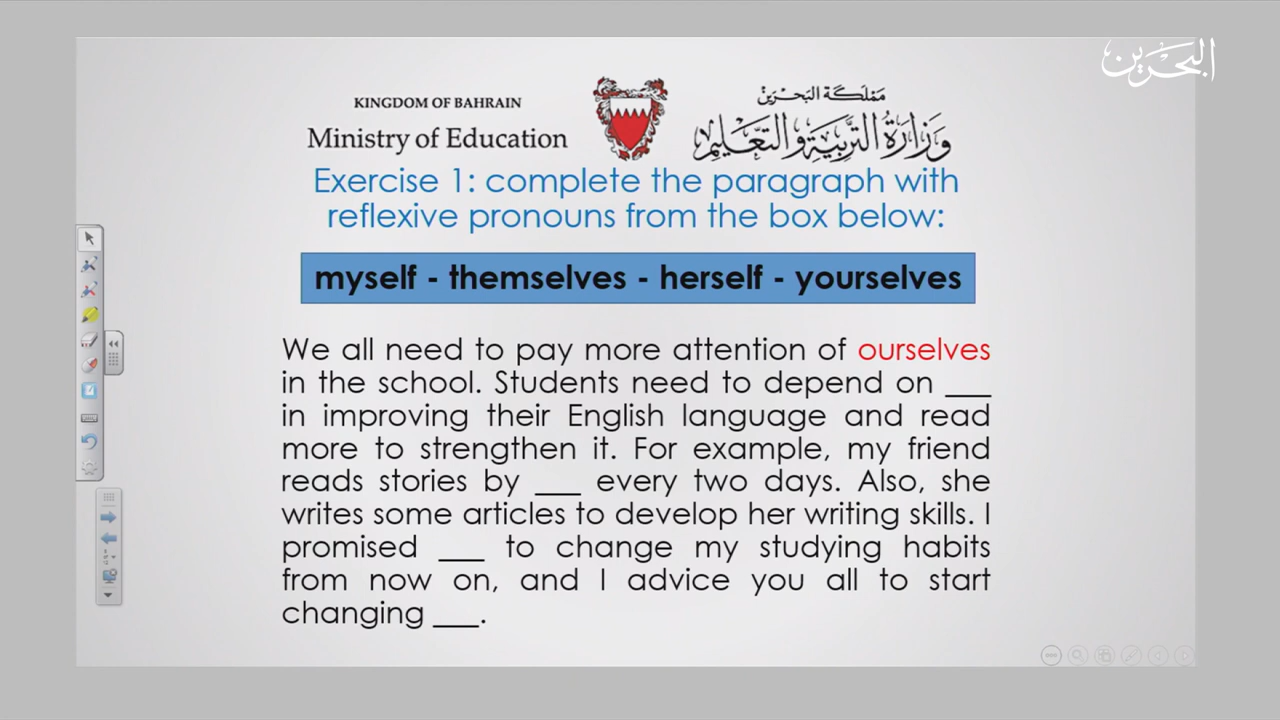 البحرين
KINGDOM OF BAHRAIN
مملكة البحرين
Ministry of Education
وزارة التربية والتعليم
Exercise 1: complete the paragraph with
reflexive pronouns from the box below:
myself - themselves - herself - yourselves
We all need to pay more attention of ourselves
in the school. Students need to depend on ___
in improving their English language and read
more to strengthen it. For example, my friend
reads stories by ___ every two days. Also, she
writes some articles to develop her writing skills. I
promised ___ to change my studying habits
from now on, and I advice you all to start
changing ___.